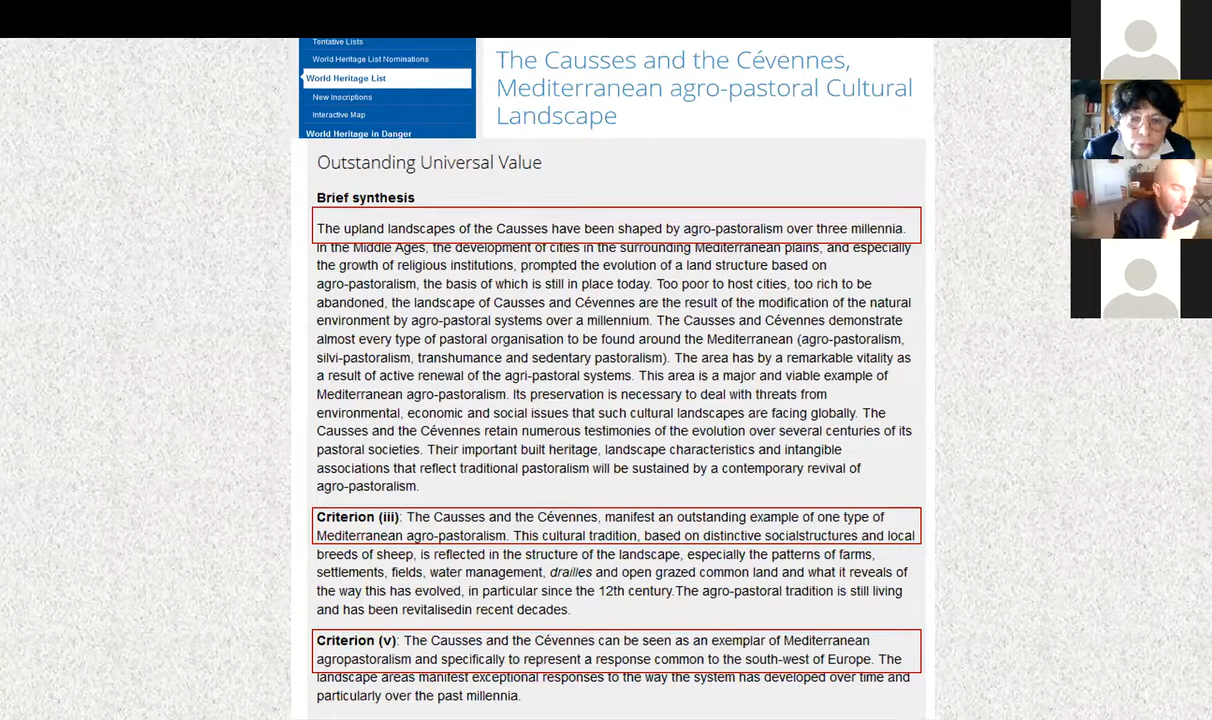 Tentative Lists
World Heritage List Nominations
World Heritage List
New Inscriptions
Interactive Map
World Heritage in Danger
The Causses and the Cévennes,
Mediterranean agro-pastoral Cultural
Landscape
Outstanding Universal Value
Brief synthesis
The upland landscapes of the Causses have been shaped by agro-pastoralism over three millennia.
In the Middle Ages, the development of cities in the surrounding Mediterranean plains, and especially
the growth of religious institutions, prompted the evolution of a land structure based on
agro-pastoralism, the basis of which is still in place today. Too poor to host cities, too rich to be
abandoned, the landscape of Causses and Cévennes are the result of the modification of the natural
environment by agro-pastoral systems over a millennium. The Causses and Cévennes demonstrate
almost every type of pastoral organisation to be found around the Mediterranean (agro-pastoralism,
silvi-pastoralism, transhumance and sedentary pastoralism). The area has by a remarkable vitality as
a result of active renewal of the agri-pastoral systems. This area is a major and viable example of
Mediterranean agro-pastoralism. Its preservation is necessary to deal with threats from
environmental, economic and social issues that such cultural landscapes are facing globally. The
Causses and the Cévennes retain numerous testimonies of the evolution over several centuries of its
pastoral societies. Their important built heritage, landscape characteristics and intangible
associations that reflect traditional pastoralism will be sustained by a contemporary revival of
agro-pastoralism.
Criterion (iii): The Causses and the Cévennes, manifest an outstanding example of one type of
Mediterranean agro-pastoralism. This cultural tradition, based on distinctive socialstructures and local
breeds of sheep, is reflected in the structure of the landscape, especially the patterns of farms,
settlements, fields, water management, drailles and open grazed common land and what it reveals of
the way this has evolved, in particular since the 12th century.The agro-pastoral tradition is still living
and has been revitalisedin recent decades.
Criterion (v): The Causses and the Cévennes can be seen as an exemplar of Mediterranean
agropastoralism and specifically to represent a response common to the south-west of Europe. The
landscape areas manifest exceptional responses to the way the system has developed over time and
particularly over the past millennia.